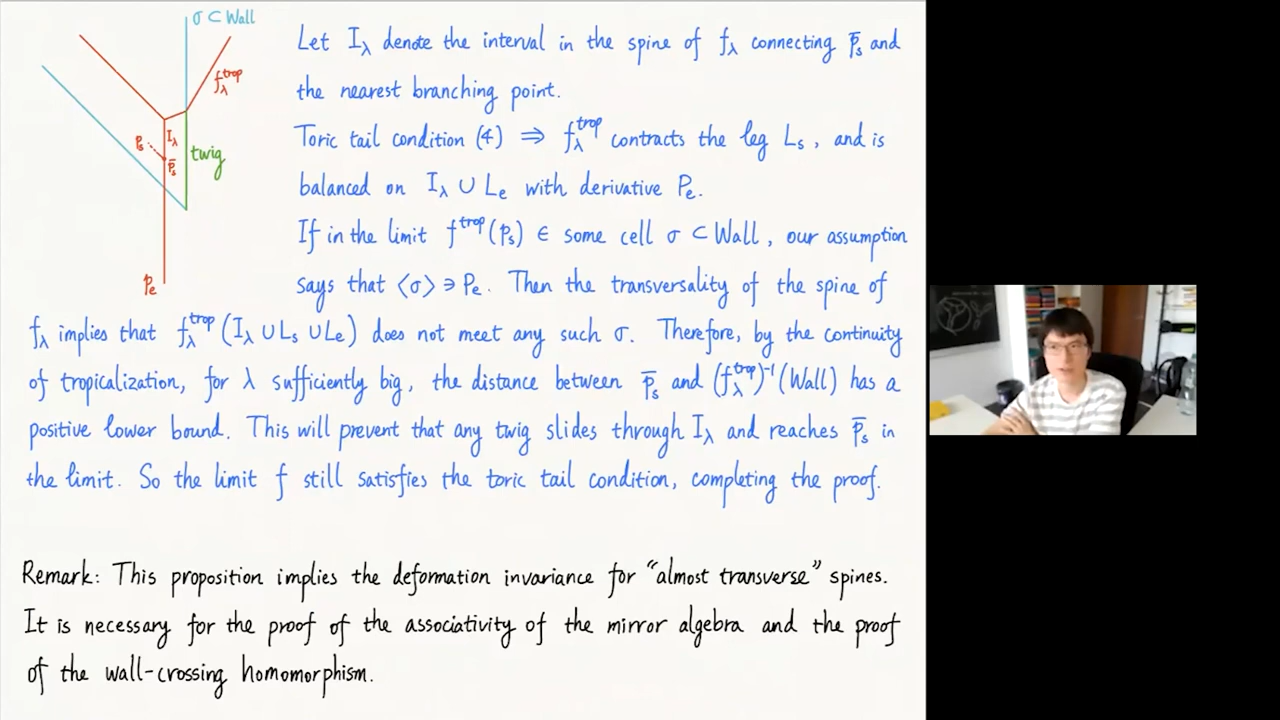 σ ⊂ Wall
f_λ^trop
I_λ
p_s
p̄_s
twig
P_e
Let I_λ denote the interval in the spine of f_λ connecting p̄_s and
the nearest branching point.
Toric tail condition (4) ⇒ f_λ^trop contracts the leg L_s, and is
balanced on I_λ ∪ L_e with derivative P_e.
If in the limit f^trop(p_s) ∈ some cell σ ⊂ Wall, our assumption
says that ⟨σ⟩ ∋ P_e. Then the transversality of the spine of
f_λ implies that f_λ^trop (I_λ ∪ L_s ∪ L_e) does not meet any such σ. Therefore, by the continuity
of tropicalization, for λ sufficiently big, the distance between p̄_s and (f_λ^trop)^-1 (Wall) has a
positive lower bound. This will prevent that any twig slides through I_λ and reaches p̄_s in
the limit. So the limit f still satisfies the toric tail condition, completing the proof.
Remark: This proposition implies the deformation invariance for "almost transverse" spines.
It is necessary for the proof of the associativity of the mirror algebra and the proof
of the wall-crossing homomorphism.